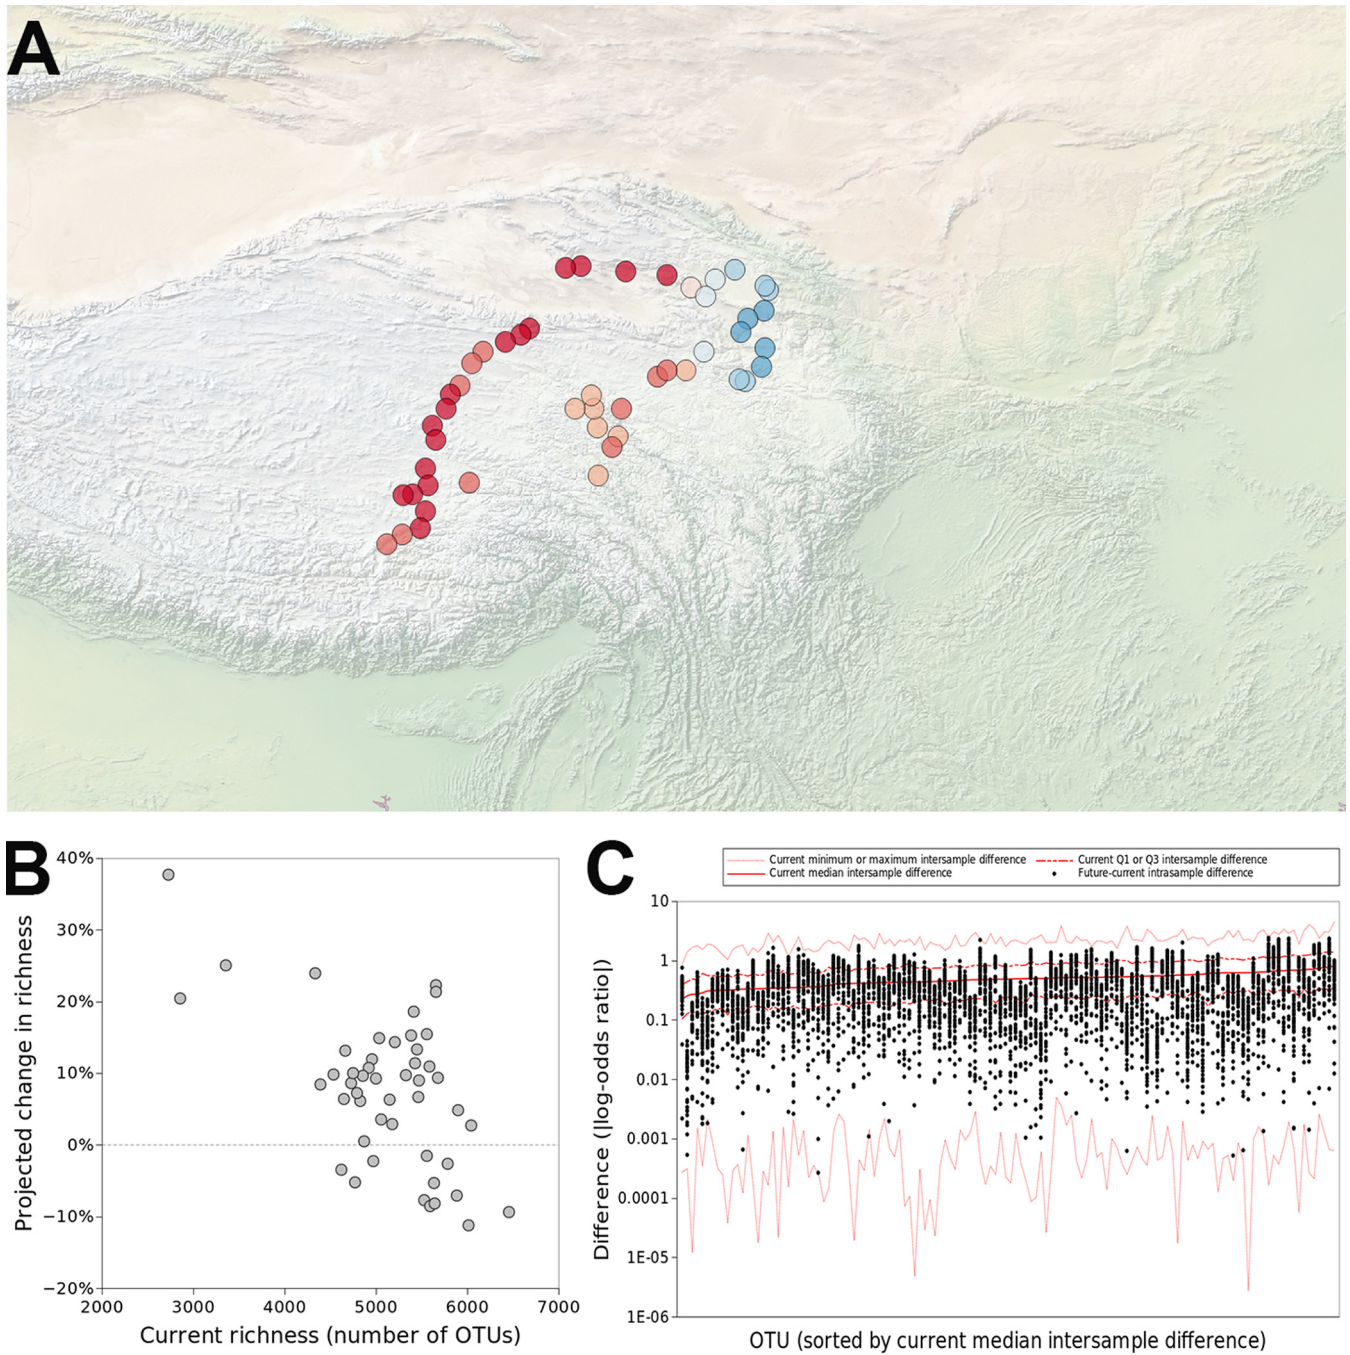 A
B
40%
30%
20%
10%
0%
−10%
−20%
2000
3000
4000
5000
6000
7000
Projected change in richness
Current richness (number of OTUs)
C
Current minimum or maximum intersample difference
Current Q1 or Q3 intersample difference
Current median intersample difference
Future-current intrasample difference
10
1
0.1
0.01
0.001
0.0001
1E-05
1E-06
Difference (|log-odds ratio|)
OTU (sorted by current median intersample difference)